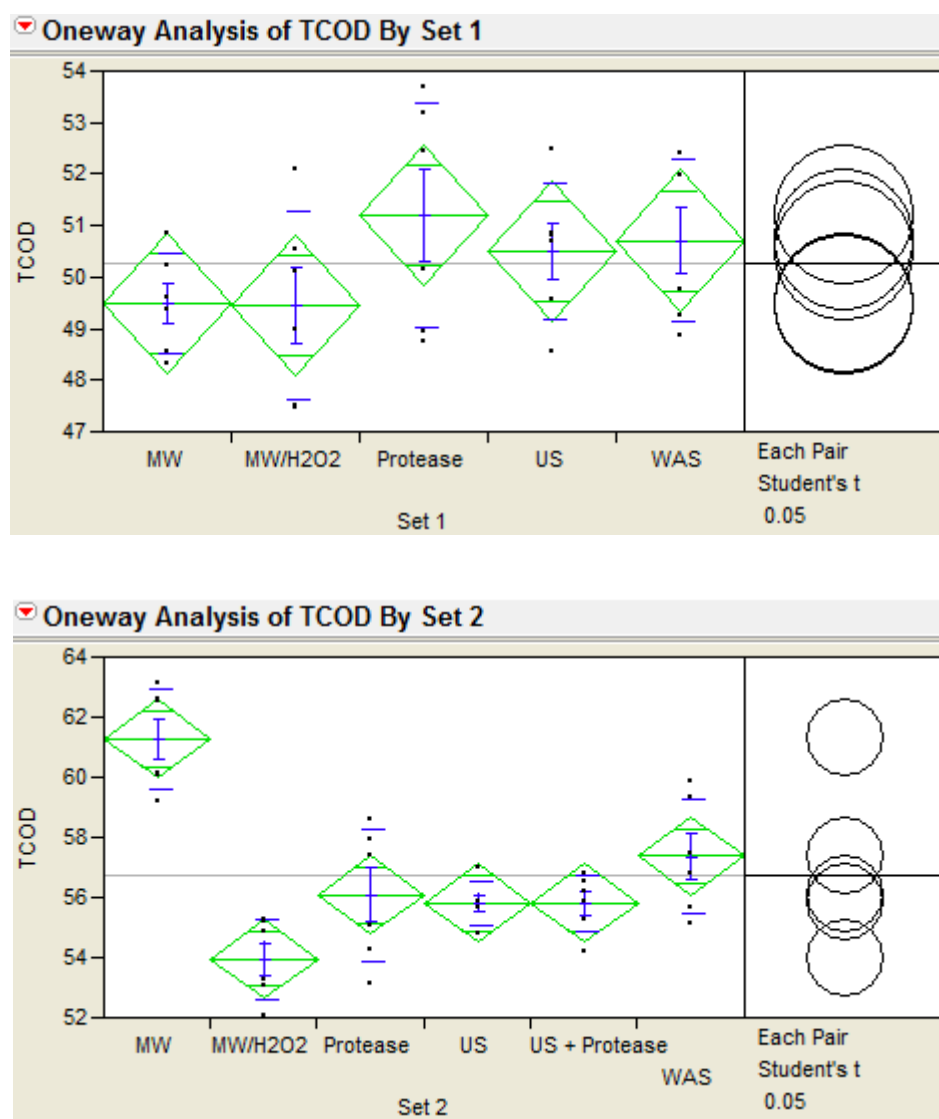 Oneway Analysis of TCOD By Set 1
54
53
52
51
50
49
48
47
TCOD
MW MW/H2O2 Protease US WAS
Set 1
Each Pair
Student's t
0.05
Oneway Analysis of TCOD By Set 2
64
62
60
58
56
54
52
TCOD
MW MW/H2O2 Protease US US + Protease
WAS
Set 2
Each Pair
Student's t
0.05